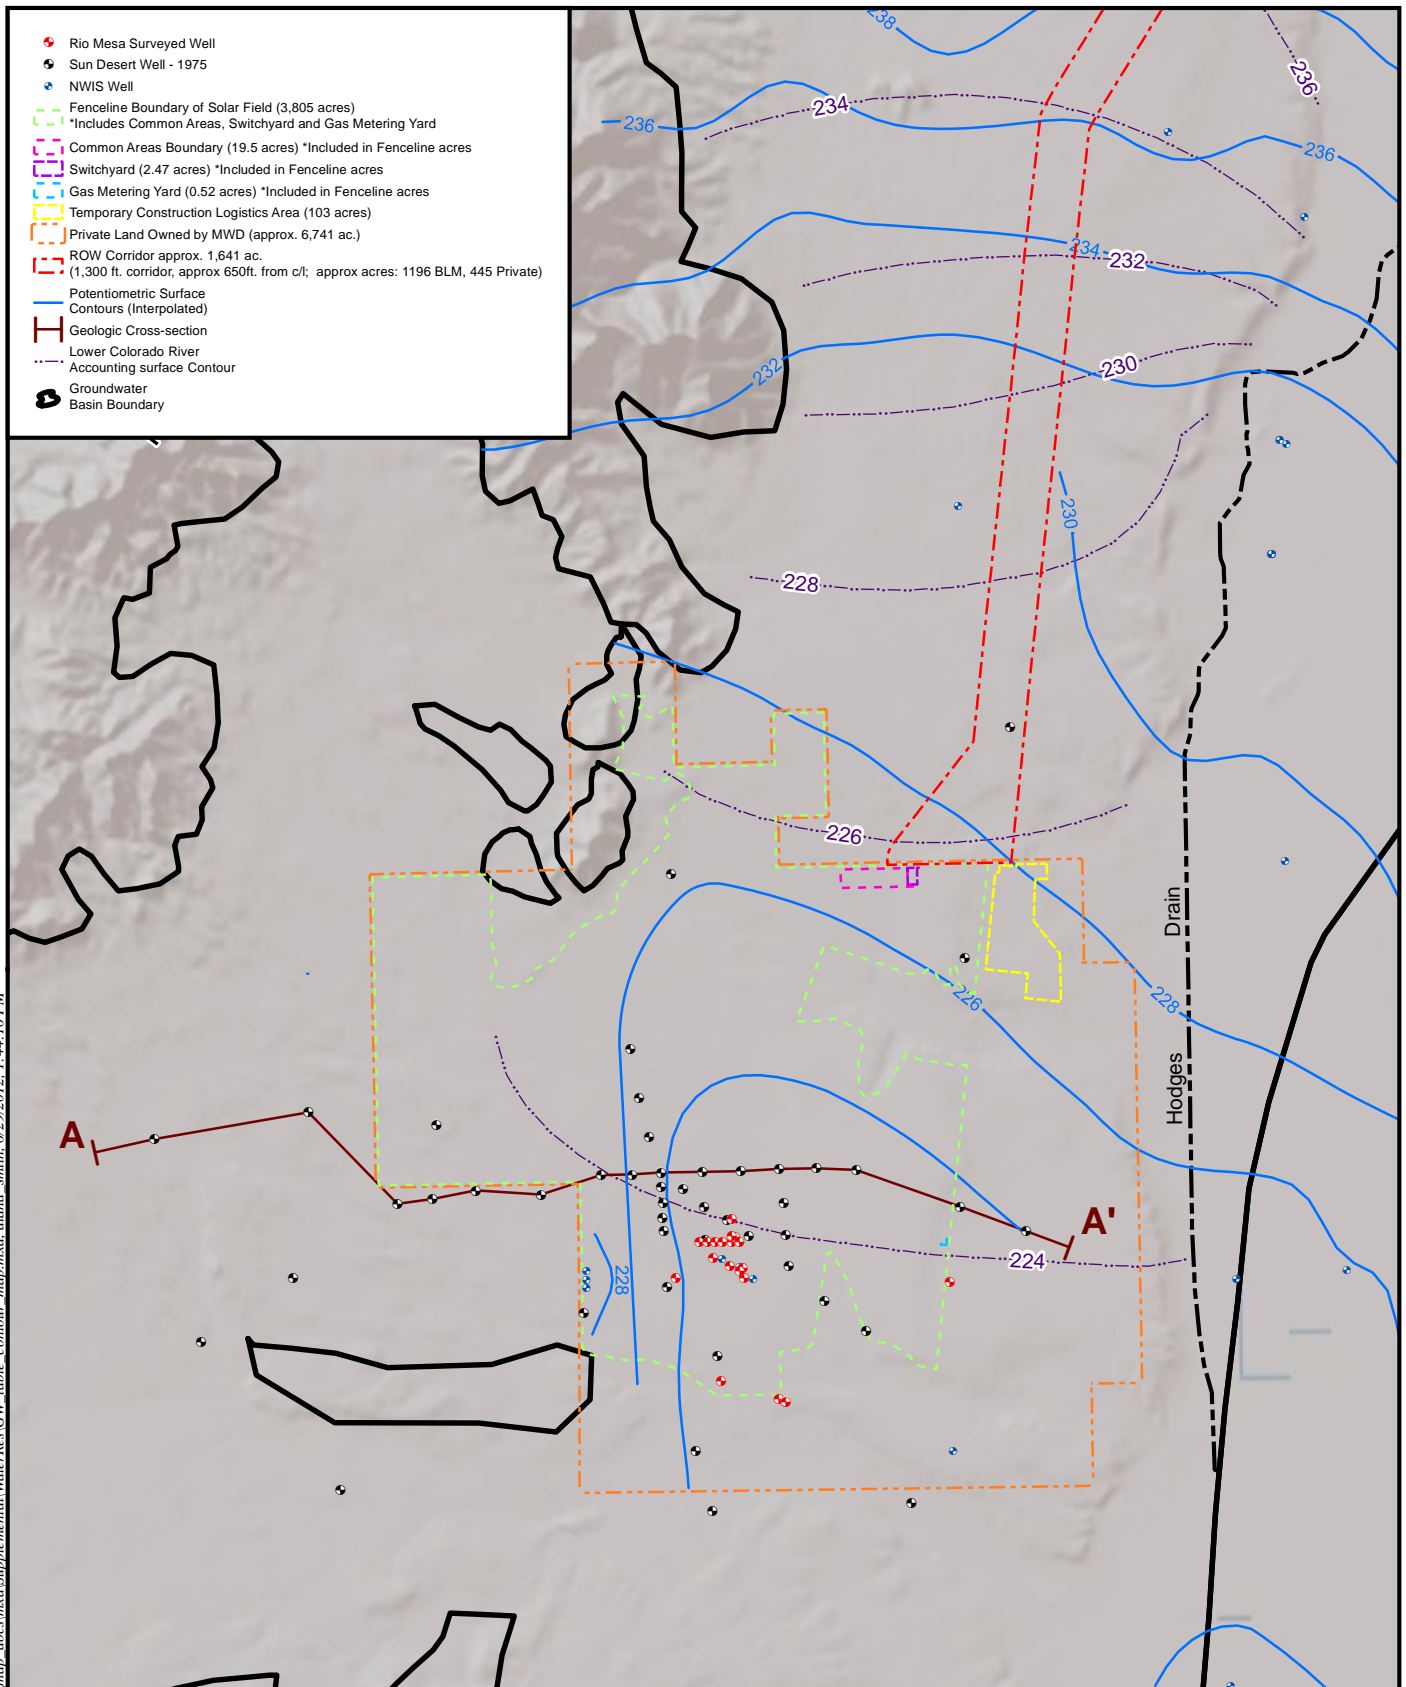 Rio Mesa Surveyed Well
Sun Desert Well - 1975
NWIS Well
Fenceline Boundary of Solar Field (3,805 acres)
*Includes Common Areas, Switchyard and Gas Metering Yard
Common Areas Boundary (19.5 acres) *Included in Fenceline acres
Switchyard (2.47 acres) *Included in Fenceline acres
Gas Metering Yard (0.52 acres) *Included in Fenceline acres
Temporary Construction Logistics Area (103 acres)
Private Land Owned by MWD (approx. 6,741 ac.)
ROW Corridor approx. 1,641 ac.
(1,300 ft. corridor, approx 650ft. from c/l; approx acres: 1196 BLM, 445 Private)
Potentiometric Surface
Contours (Interpolated)
Geologic Cross-section
Lower Colorado River
Accounting surface Contour
Groundwater
Basin Boundary
238
236
234
236
236
234
232
232
230
230
228
226
226
228
Drain
Hodges
A
A'
224
228